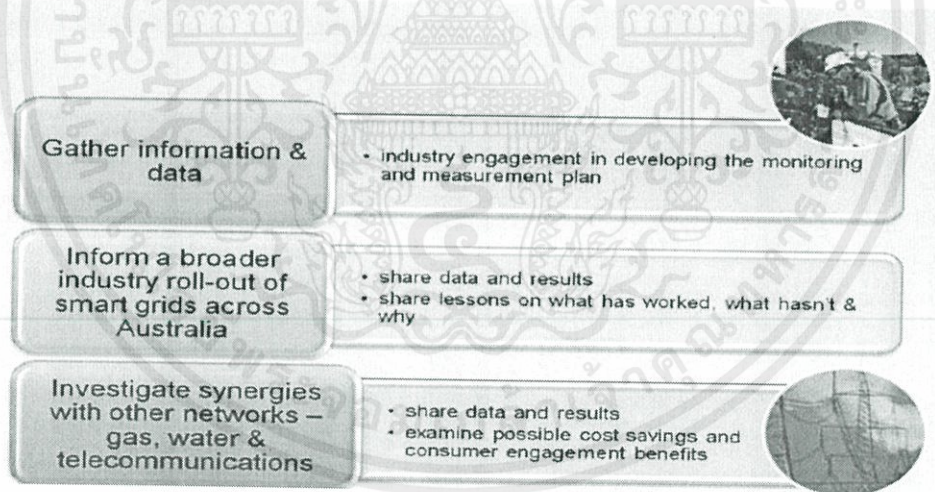 Gather information &
data
• industry engagement in developing the monitoring
and measurement plan
Inform a broader
industry roll-out of
smart grids across
Australia
• share data and results
• share lessons on what has worked, what hasn't &
why
Investigate synergies
with other networks –
gas, water &
telecommunications
• share data and results
• examine possible cost savings and
consumer engagement benefits